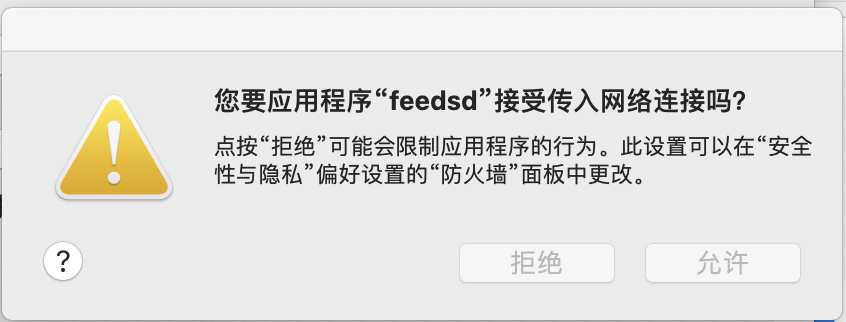 您要应用程序“feedsd”接受传入网络连接吗？
点按“拒绝”可能会限制应用程序的行为。此设置可以在“安全
性与隐私”偏好设置的“防火墙”面板中更改。
?
拒绝
允许